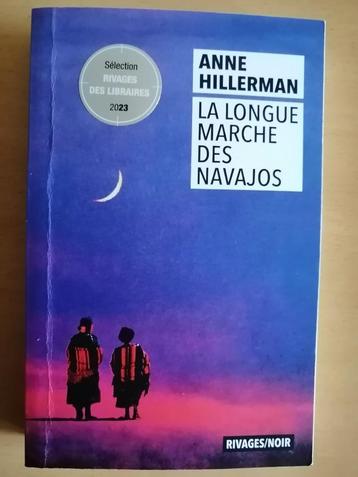 Sélection
RIVAGES
DES LIBRAIRES
2023
ANNE
HILLERMAN
LA LONGUE
MARCHE
DES
NAVAJOS
RIVAGES/NOIR